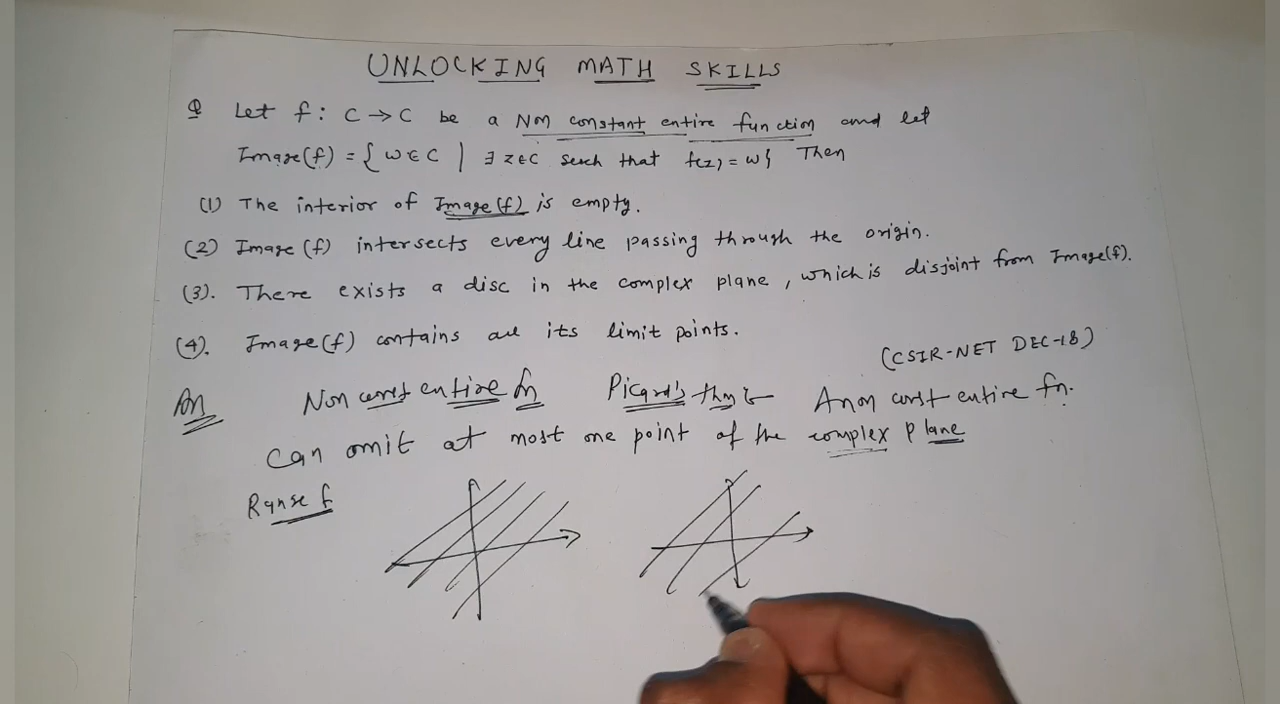 UNLOCKING MATH SKILLS
Q Let f: C → C be a Non constant entire function and let
Image(f) = { w ∈ C | ∃ z ∈ C such that f(z) = w } Then
(1) The interior of Image(f) is empty.
(2) Image (f) intersects every line passing through the origin.
(3). There exists a disc in the complex plane, which is disjoint from Image(f).
(4). Image(f) contains all its limit points.
(CSIR-NET DEC-18)
An Non const entire fn Picard's thm is A non const entire fn.
can omit at most one point of the complex plane
Range f